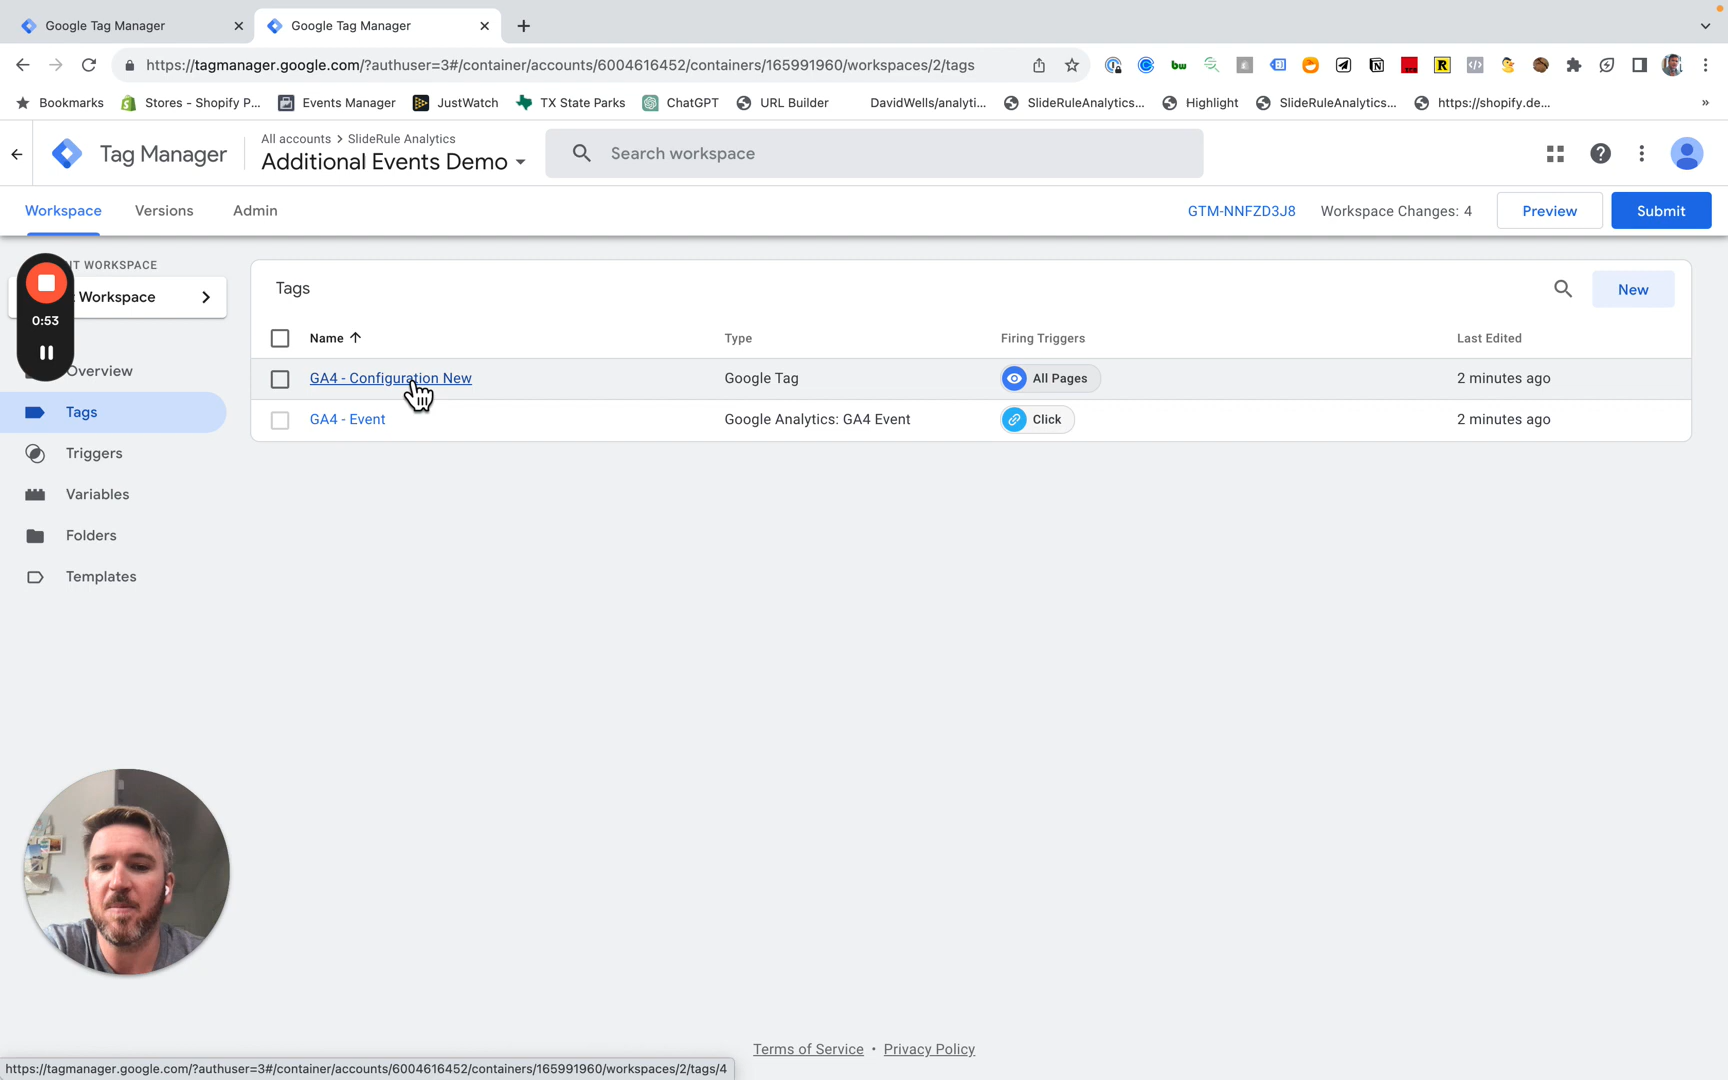 Google Tag Manager
Google Tag Manager
https://tagmanager.google.com/?authuser=3#/container/accounts/6004616452/containers/165991960/workspaces/2/tags
bw
R
Bookmarks
Stores - Shopify P...
Events Manager
JustWatch
TX State Parks
ChatGPT
URL Builder
DavidWells/analyti...
SlideRuleAnalytics...
Highlight
SlideRuleAnalytics...
https://shopify.de...
»
Tag Manager
All accounts > SlideRule Analytics
Additional Events Demo
Search workspace
Workspace
Versions
Admin
GTM-NNFZD3J8
Workspace Changes: 4
Preview
Submit
T WORKSPACE
Workspace
0:53
Overview
Tags
Triggers
Variables
Folders
Templates
Tags
New
Name
Type
Firing Triggers
Last Edited
GA4 - Configuration New
Google Tag
All Pages
2 minutes ago
GA4 - Event
Google Analytics: GA4 Event
Click
2 minutes ago
Terms of Service • Privacy Policy
https://tagmanager.google.com/?authuser=3#/container/accounts/6004616452/containers/165991960/workspaces/2/tags/4